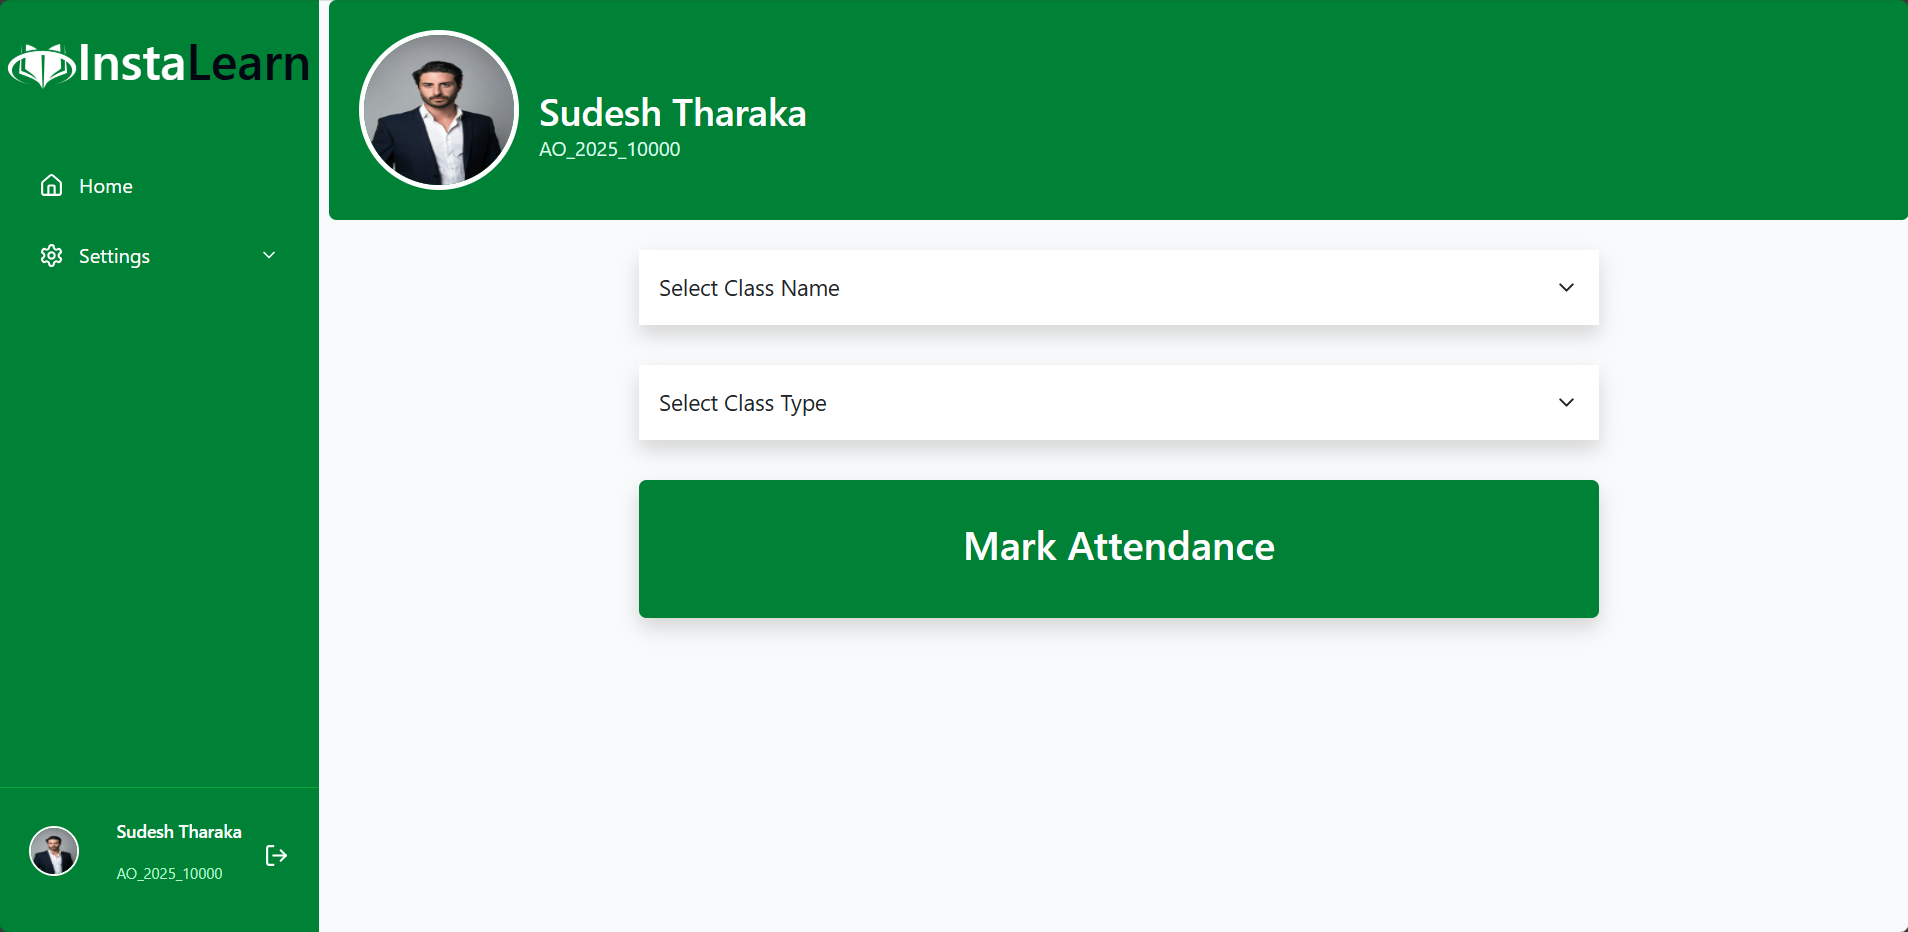 InstaLearn
Home
Settings
Sudesh Tharaka
AO_2025_10000
Sudesh Tharaka
AO_2025_10000
Select Class Name
Select Class Type
Mark Attendance